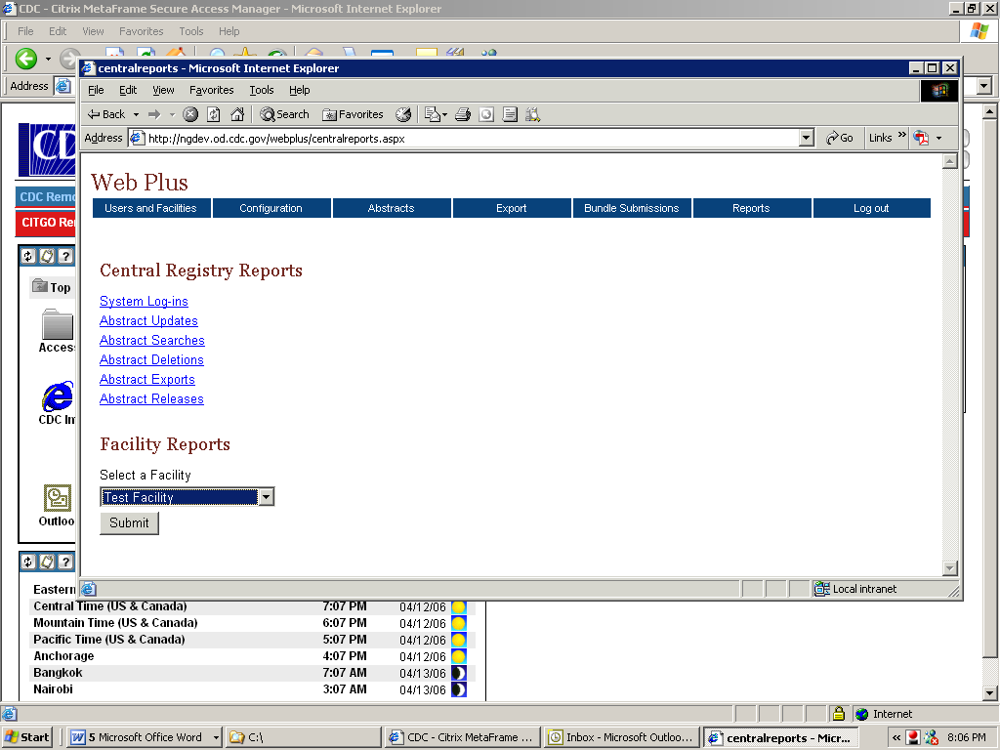 CDC - Citrix MetaFrame Secure Access Manager - Microsoft Internet Explorer
File Edit View Favorites Tools Help
Address
centralreports - Microsoft Internet Explorer
File Edit View Favorites Tools Help
Back Search Favorites
Address http://ngdev.od.cdc.gov/webplus/centralreports.aspx Go Links »
Web Plus
Users and Facilities Configuration Abstracts Export Bundle Submissions Reports Log out
Central Registry Reports
System Log-ins
Abstract Updates
Abstract Searches
Abstract Deletions
Abstract Exports
Abstract Releases
Facility Reports
Select a Facility
Test Facility
Submit
Local intranet
CD
CDC Remo
CITGO Re
?
Top
Access
CDC In
Outloo
?
Eastern
Central Time (US & Canada) 7:07 PM 04/12/06
Mountain Time (US & Canada) 6:07 PM 04/12/06
Pacific Time (US & Canada) 5:07 PM 04/12/06
Anchorage 4:07 PM 04/12/06
Bangkok 7:07 AM 04/13/06
Nairobi 3:07 AM 04/13/06
Internet
Start 5 Microsoft Office Word C:\ CDC - Citrix MetaFrame ... Inbox - Microsoft Outloo... centralreports - Micr... « 8:06 PM